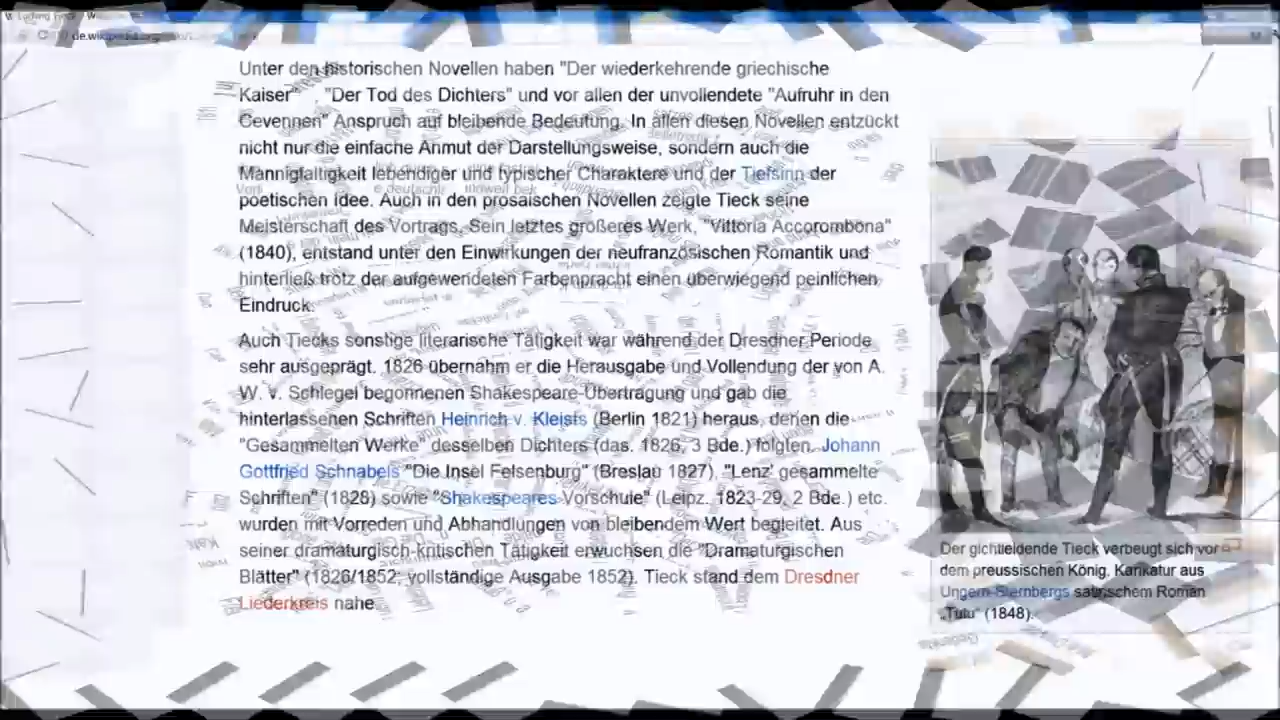 de.wikipedia.org
Unter den historischen Novellen haben "Der wiederkehrende griechische
Kaiser" "Der Tod des Dichters" und vor allen der unvollendete "Aufruhr in den
Cevennen" Anspruch auf bleibende Bedeutung. In allen diesen Novellen entzückt
nicht nur die einfache Anmut der Darstellungsweise, sondern auch die
Mannigfaltigkeit lebendiger und typischer Charaktere und der Tiefsinn der
poetischen Idee. Auch in den prosaischen Novellen zeigte Tieck seine
Meisterschaft des Vortrags. Sein letztes größeres Werk, "Vittoria Accorombona"
(1840), entstand unter den Einwirkungen der neufranzösischen Romantik und
hinterließ trotz der aufgewendeten Farbenpracht einen überwiegend peinlichen
Eindruck.
Auch Tiecks sonstige literarische Tätigkeit war während der Dresdner Periode
sehr ausgeprägt. 1826 übernahm er die Herausgabe und Vollendung der von A.
W. v. Schlegel begonnenen Shakespeare-Übertragung und gab die
hinterlassenen Schriften Heinrich v. Kleists (Berlin 1821) heraus, denen die
"Gesammelten Werke" desselben Dichters (das. 1826, 3 Bde.) folgten. Johann
Gottfried Schnabels "Die Insel Felsenburg" (Breslau 1827), "Lenz' gesammelte
Schriften" (1828) sowie "Shakespeares Vorschule" (Leipz. 1823-29, 2 Bde.) etc.
wurden mit Vorreden und Abhandlungen von bleibendem Wert begleitet. Aus
seiner dramaturgisch-kritischen Tätigkeit erwuchsen die "Dramaturgischen
Blätter" (1826/1852; vollständige Ausgabe 1852). Tieck stand dem Dresdner
Liederkreis nahe.
Der gichtleidende Tieck verbeugt sich vor
dem preussischen König. Karikatur aus
Ungern-Sternbergs satirischem Roman
„Tutu" (1848).